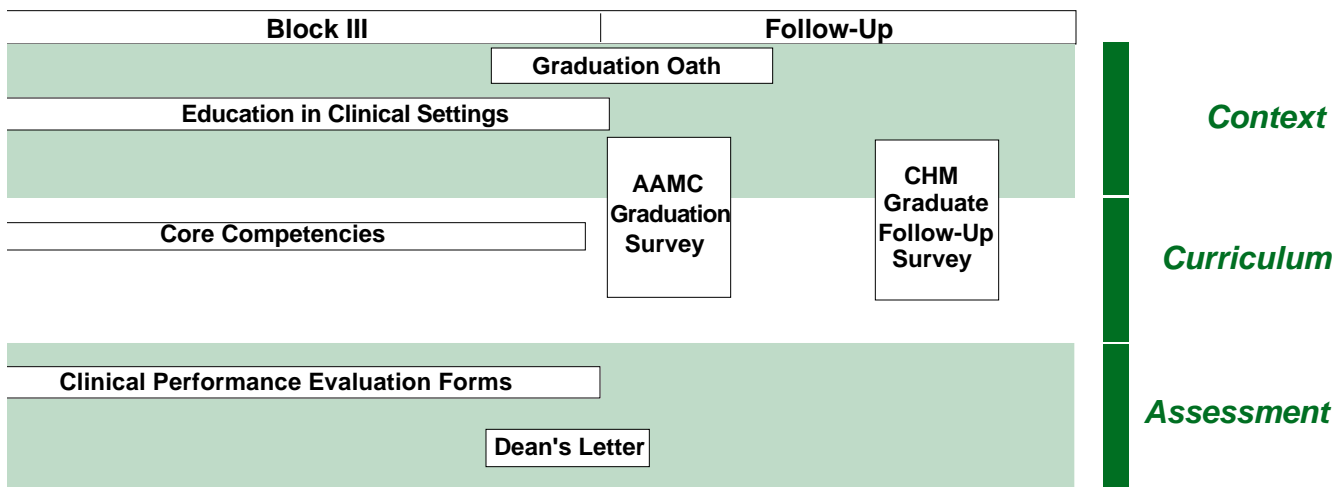 Block III
Follow-Up
Graduation Oath
Education in Clinical Settings
Context
AAMC
Graduation
Survey
CHM
Graduate
Follow-Up
Survey
Core Competencies
Curriculum
Clinical Performance Evaluation Forms
Assessment
Dean's Letter